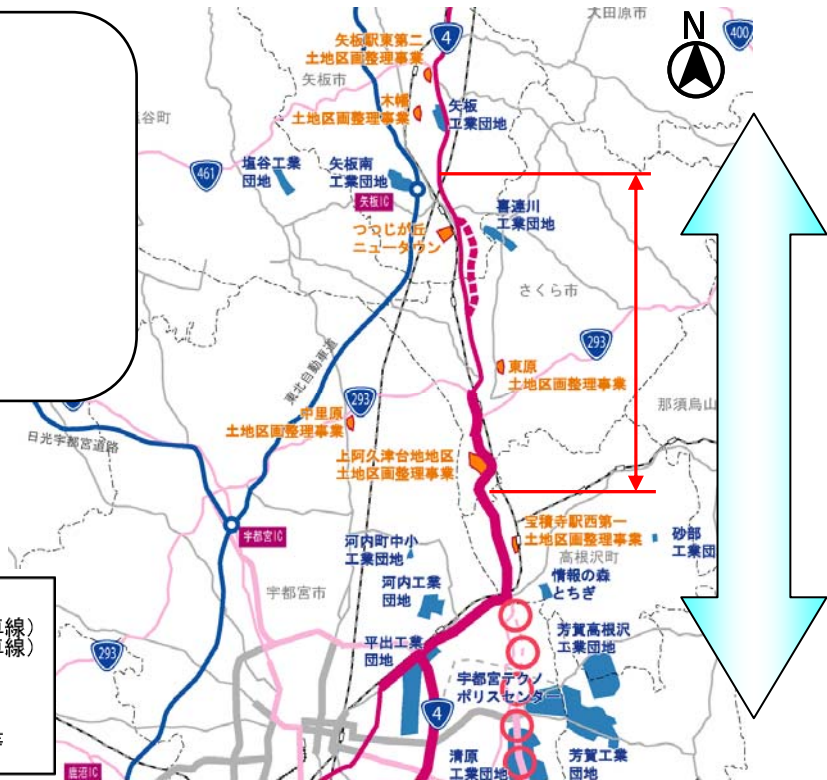 大田原市
N
4
400
矢板駅東第二
土地区画整理事業
矢板市
木幡
土地区画整理事業
矢板
工業団地
谷町
461
塩谷工業
団地
矢板南
工業団地
矢板IC
喜連川
工業団地
つつじが丘
ニュータウン
さくら市
293
東北自動車道
東原
土地区画整理事業
293
中里原
土地区画整理事業
那須烏山
日光宇都宮道路
上阿久津台地地区
土地区画整理事業
宇都宮IC
宝積寺駅西第一
土地区画整理事業
高根沢町
砂部
工業団
河内町中小
工業団地
情報の森
とちぎ
宇都宮市
河内工業
団地
車線)
車線)
平出工業
団地
芳賀高根沢
工業団地
293
宇都宮テクノ
ポリスセンター
4
清原
工業団地
芳賀工業
団地
鹿沼IC